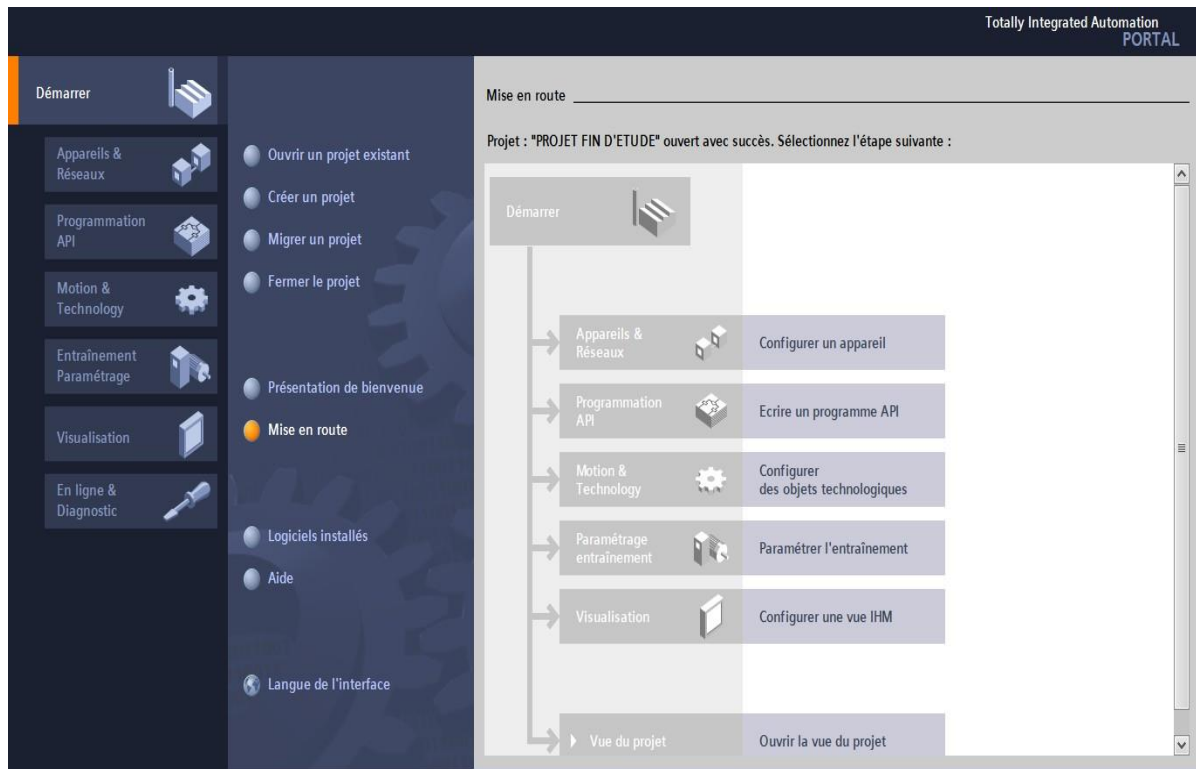 Totally Integrated Automation
PORTAL
Démarrer
Appareils &
Réseaux
Programmation
API
Motion &
Technology
Entraînement
Paramétrage
Visualisation
En ligne &
Diagnostic
Ouvrir un projet existant
Créer un projet
Migrer un projet
Fermer le projet
Présentation de bienvenue
Mise en route
Logiciels installés
Aide
Langue de l'interface
Mise en route
Projet : "PROJET FIN D'ETUDE" ouvert avec succès. Sélectionnez l'étape suivante :
Démarrer
Appareils &
Réseaux
Configurer un appareil
Programmation
API
Ecrire un programme API
Motion &
Technology
Configurer
des objets technologiques
Paramétrage
entraînement
Paramétrer l'entraînement
Visualisation
Configurer une vue IHM
Vue du projet
Ouvrir la vue du projet